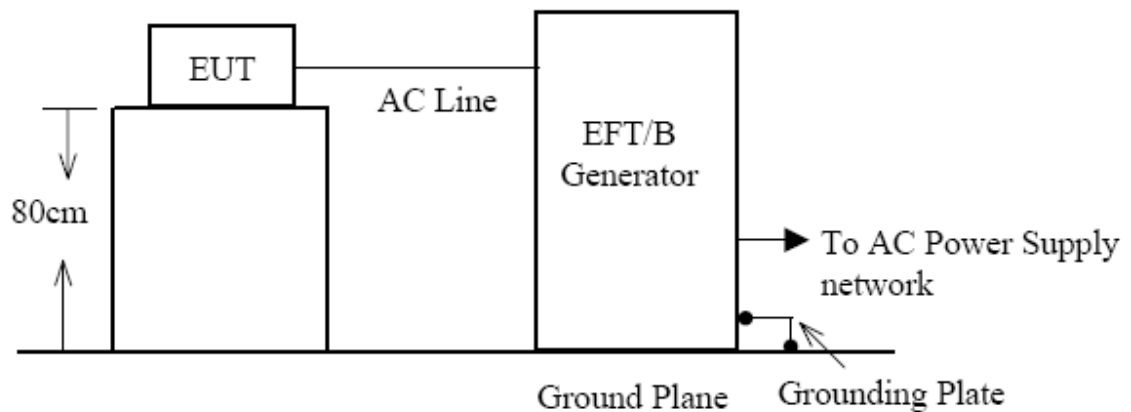 EUT
AC Line
EFT/B
Generator
80cm
To AC Power Supply
network
Ground Plane
Grounding Plate